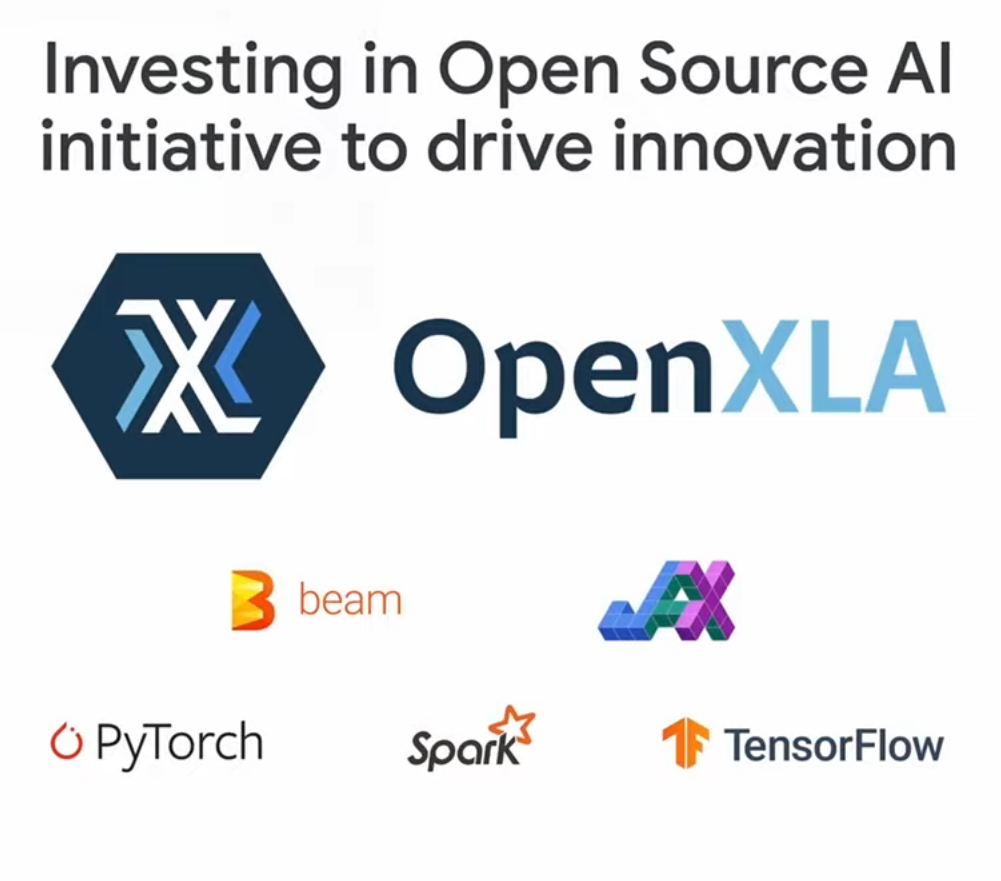 Investing in Open Source AI
initiative to drive innovation
OpenXLA
beam
JAX
PyTorch
Spark
TensorFlow